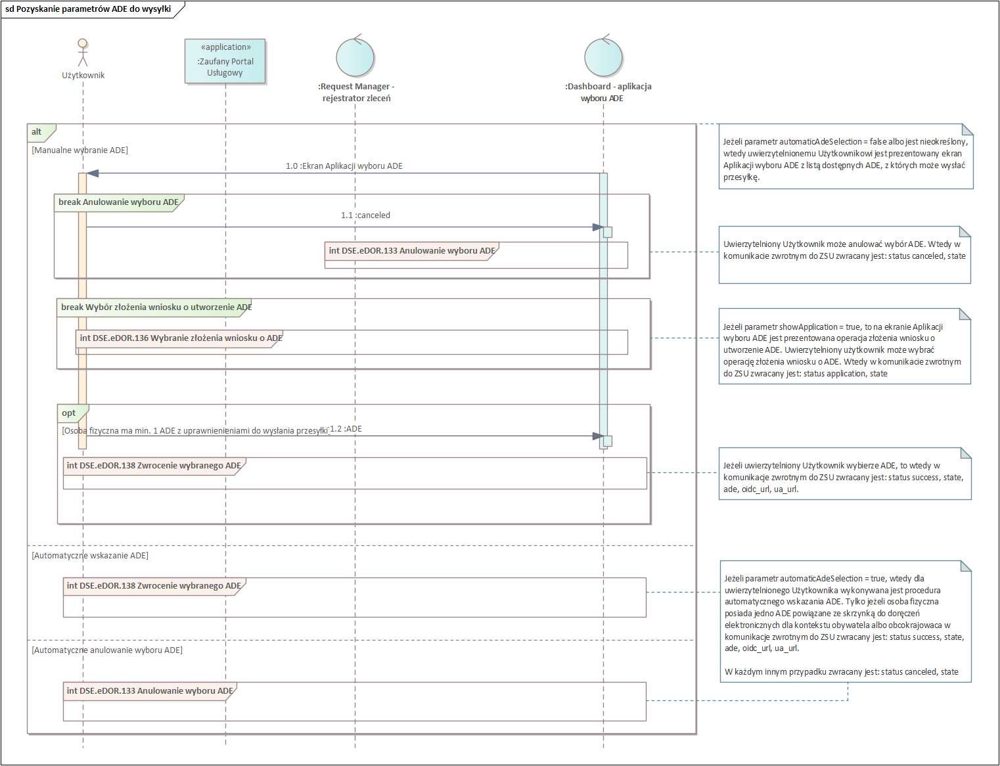 sd Pozyskanie parametrów ADE do wysyłki
Użytkownik
«application»
:Zaufany Portal
Usługowy
:Request Manager -
rejestrator zleceń
:Dashboard - aplikacja
wyboru ADE
alt
[Manualne wybranie ADE]
1.0 :Ekran Aplikacji wyboru ADE
Jeżeli parametr automaticAdeSelection = false albo jest nieokreślony,
wtedy uwierzytelnionemu Użytkownikowi jest prezentowany ekran
Aplikacji wyboru ADE z listą dostępnych ADE, z których może wysłać
przesyłkę.
break Anulowanie wyboru ADE
1.1 :canceled
int DSE.eDOR.133 Anulowanie wyboru ADE
Uwierzytelniony Użytkownik może anulować wybór ADE. Wtedy w
komunikacie zwrotnym do ZSU zwracany jest: status canceled, state
break Wybór złożenia wniosku o utworzenie ADE
int DSE.eDOR.136 Wybranie złożenia wniosku o ADE
Jeżeli parametr showApplication = true, to na ekranie Aplikacji
wyboru ADE jest prezentowana operacja złożenia wniosku o
utworzenie ADE. Uwierzytelniony użytkownik może wybrać
operację złożenia wniosku o ADE. Wtedy w komunikacie zwrotnym
do ZSU zwracany jest: status application, state
opt
[Osoba fizyczna ma min. 1 ADE z uprawnienieniami do wysłania przesyłki]
1.2 :ADE
int DSE.eDOR.138 Zwrocenie wybranego ADE
Jeżeli uwierzytelniony Użytkownik wybierze ADE, to wtedy w
komunikacje zwrotnym do ZSU zwracany jest: status success, state,
ade, oidc_url, ua_url.
[Automatyczne wskazanie ADE]
int DSE.eDOR.138 Zwrocenie wybranego ADE
Jeżeli parametr automaticAdeSelection = true, wtedy dla
uwierzytelnionego Użytkownika wykonywana jest procedura
automatycznego wskazania ADE. Tylko jeżeli osoba fizyczna
posiada jedno ADE powiązane ze skrzynką do doręczeń
elektronicznych dla kontekstu obywatela albo obcokrajowaca w
komunikacje zwrotnym do ZSU zwracany jest: status success, state,
ade, oidc_url, ua_url.
W każdym innym przypadku zwracany jest: status canceled, state
[Automatyczne anulowanie wyboru ADE]
int DSE.eDOR.133 Anulowanie wyboru ADE